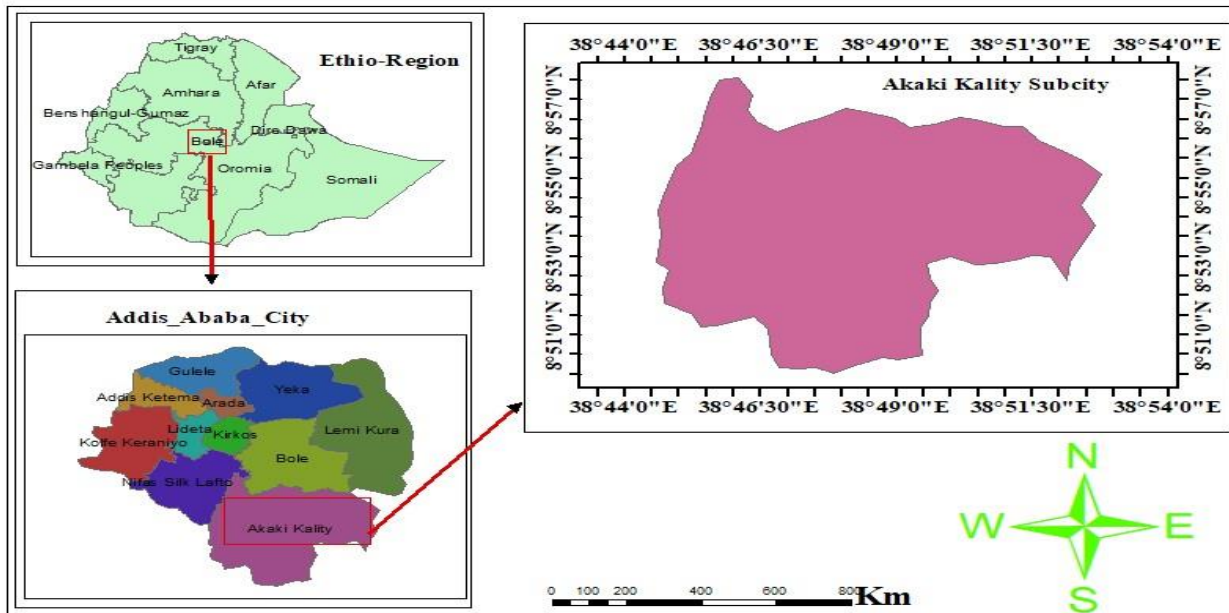 Ethio-Region
Tigray
Afar
Amhara
Benshangul-Gumaz
Dire Dawa
Bole
Gambela Peoples
Oromia
Somali
Addis_Ababa_City
Gulele
Yeka
Addis Ketema
Arada
Lideta
Kirkos
Lemi Kura
Kolfe Keraniyo
Bole
Nifas Silk Lafto
Akaki Kality
38°44'0"E 38°46'30"E 38°49'0"E 38°51'30"E 38°54'0"E
Akaki Kality Subcity
8°57'0"N 8°55'0"N 8°53'0"N 8°51'0"N
8°57'0"N 8°55'0"N 8°53'0"N 8°51'0"N
38°44'0"E 38°46'30"E 38°49'0"E 38°51'30"E 38°54'0"E
N
W E
S
0 100 200 400 600 800 Km